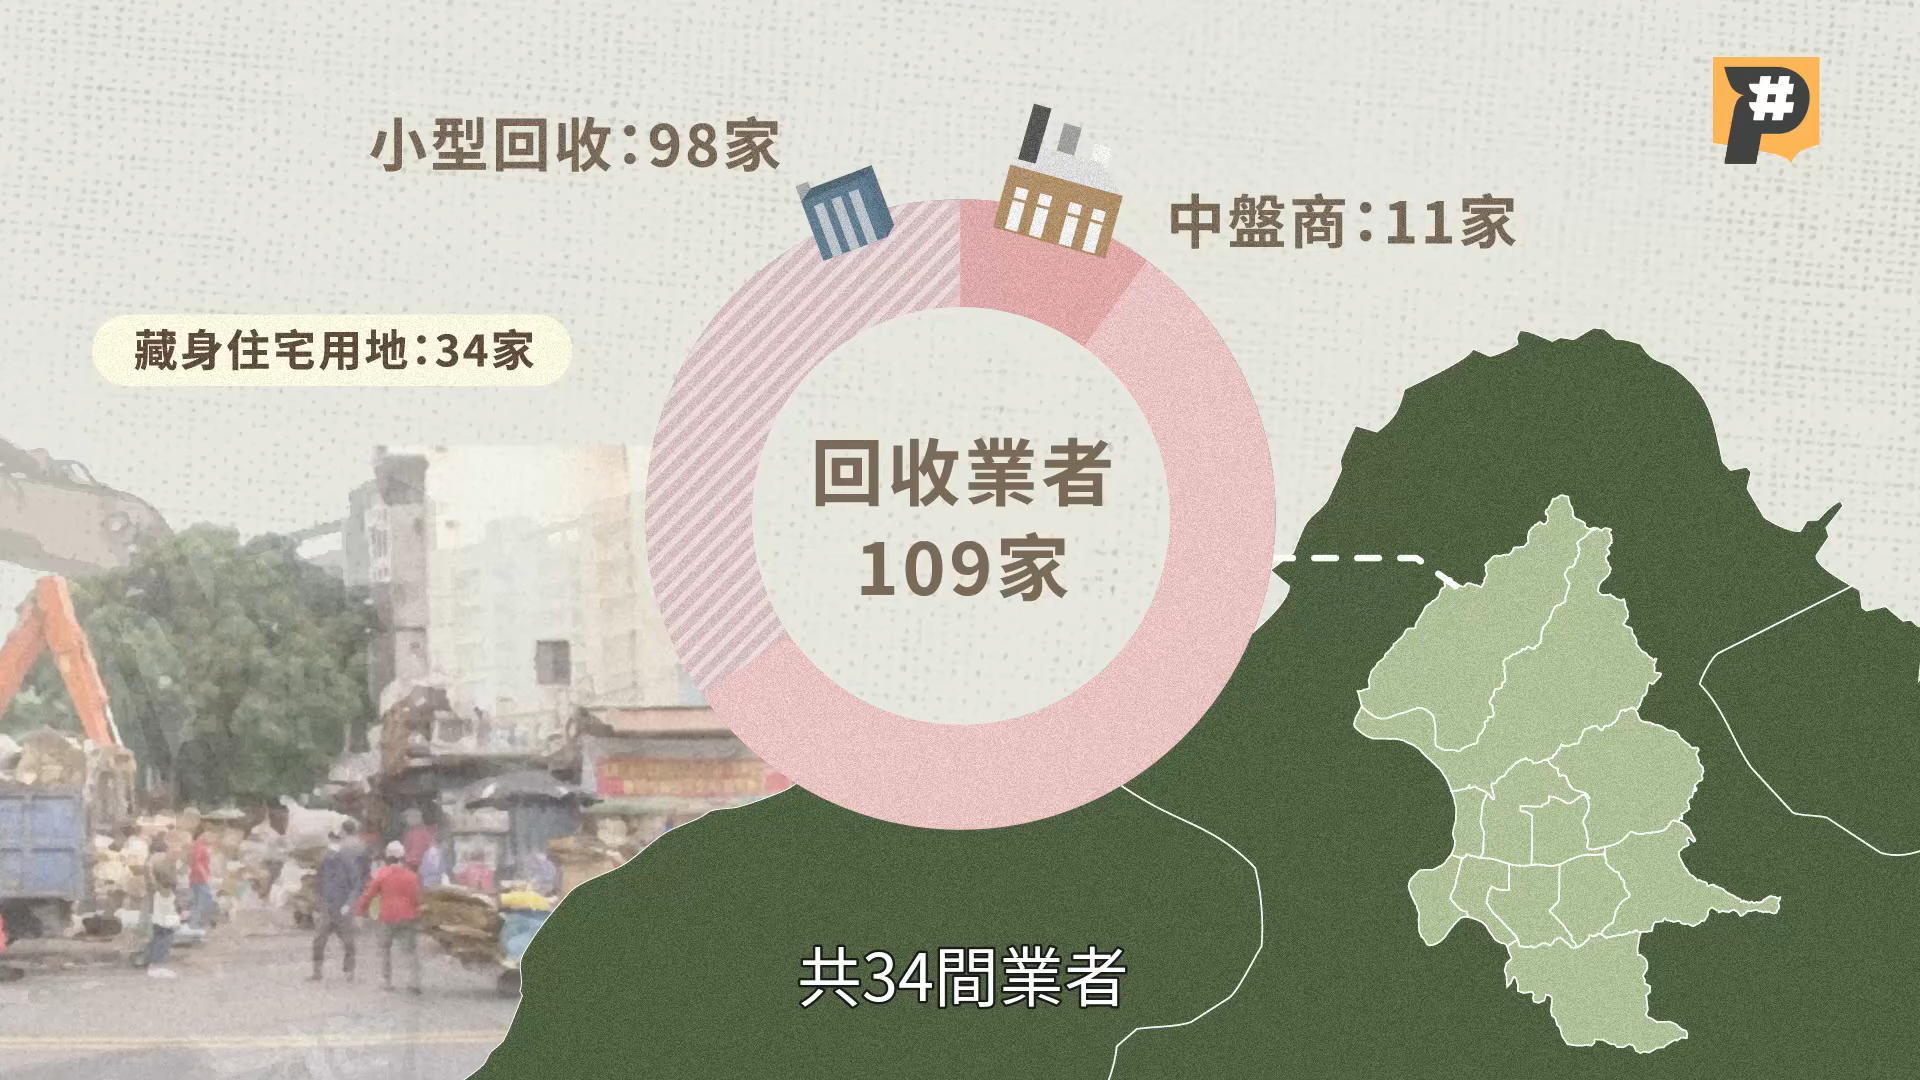 小型回收：98家
中盤商：11家
藏身住宅用地：34家
回收業者
109家
共34間業者
P#